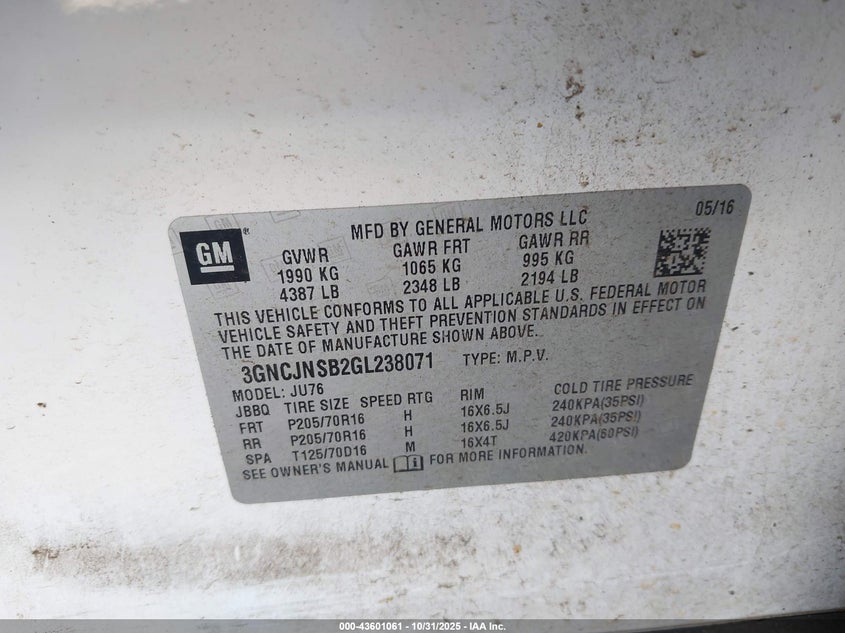 GM
MFD BY GENERAL MOTORS LLC 05/16
GVWR GAWR FRT GAWR RR
1990 KG 1065 KG 995 KG
4387 LB 2348 LB 2194 LB
THIS VEHICLE CONFORMS TO ALL APPLICABLE U.S. FEDERAL MOTOR
VEHICLE SAFETY AND THEFT PREVENTION STANDARDS IN EFFECT ON
THE DATE OF MANUFACTURE SHOWN ABOVE.
3GNCJNSB2GL238071 TYPE: M.P.V.
MODEL: JU76
JBBQ TIRE SIZE SPEED RTG RIM COLD TIRE PRESSURE
FRT P205/70R16 H 16X6.5J 240KPA(35PSI)
RR P205/70R16 H 16X6.5J 240KPA(35PSI)
SPA T125/70D16 M 16X4T 420KPA(60PSI)
SEE OWNER'S MANUAL FOR MORE INFORMATION.
000-43601061 - 10/31/2025 - IAA Inc.